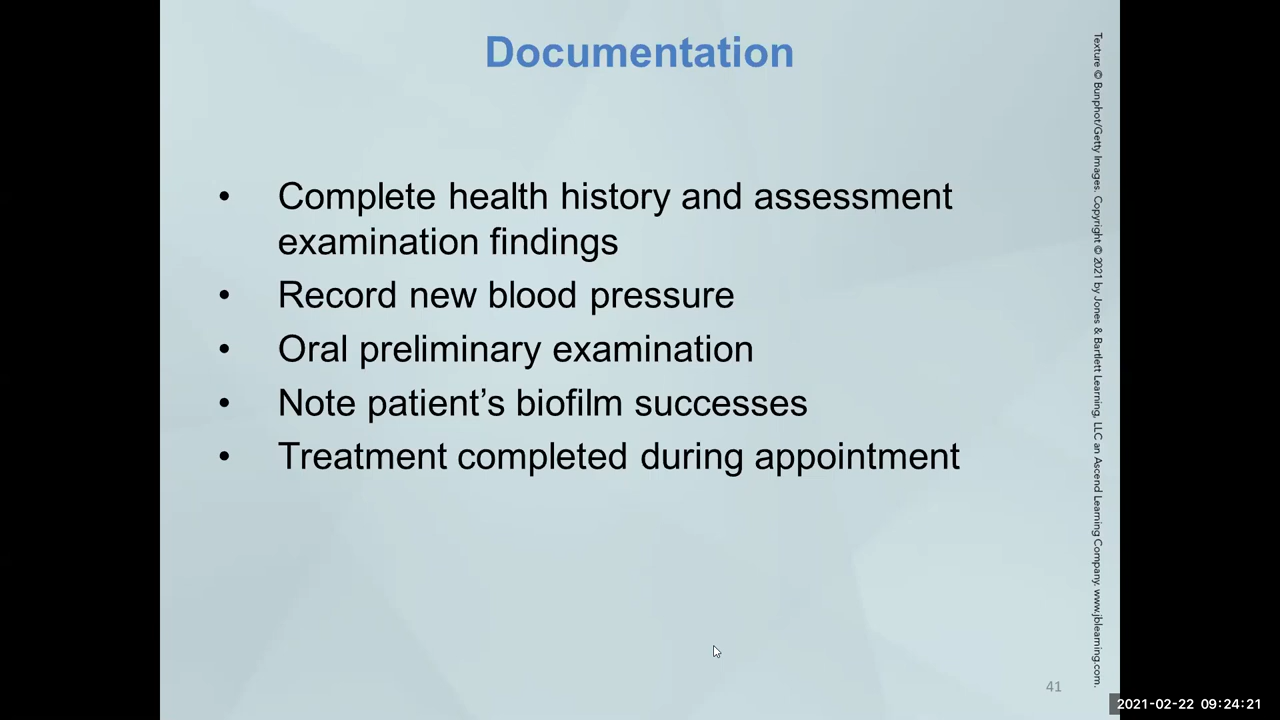 Documentation
• Complete health history and assessment
examination findings
• Record new blood pressure
• Oral preliminary examination
• Note patient’s biofilm successes
• Treatment completed during appointment
Texture © Bunphot/Getty Images. Copyright © 2021 by Jones & Bartlett Learning, LLC an Ascend Learning Company. www.jblearning.com.
41
2021-02-22 09:24:21